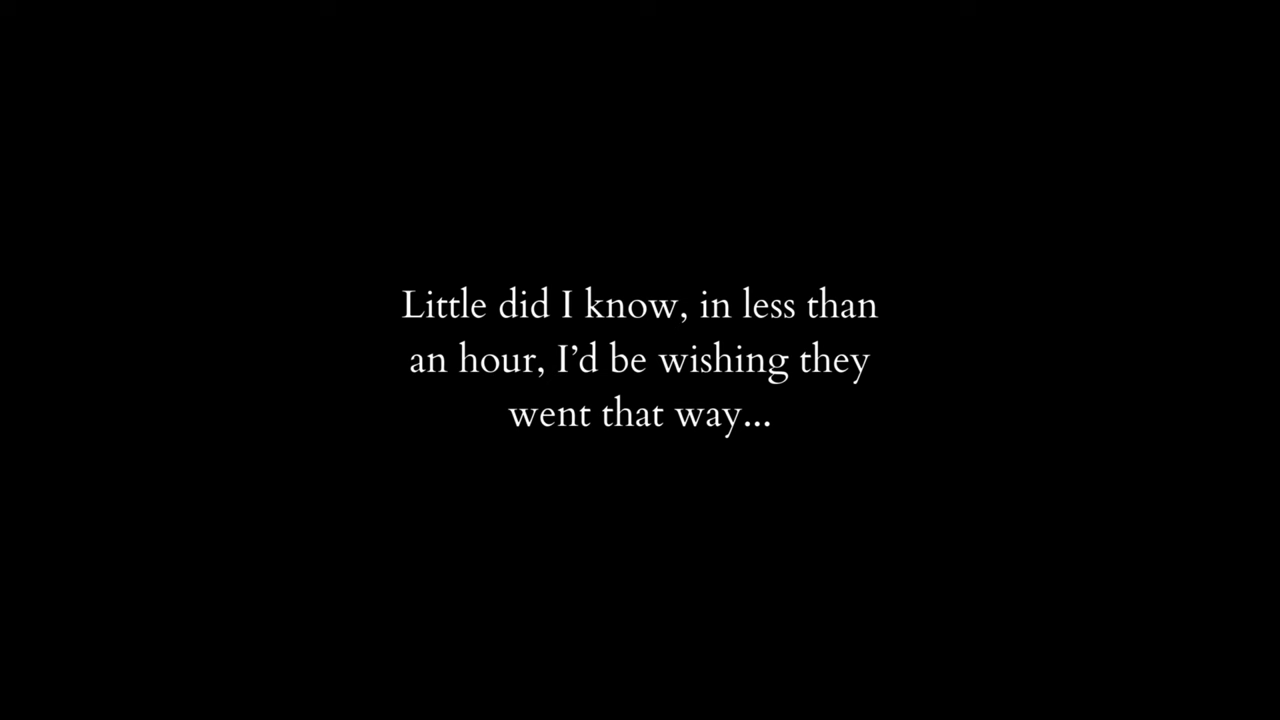 Little did I know, in less than
an hour, I’d be wishing they
went that way...